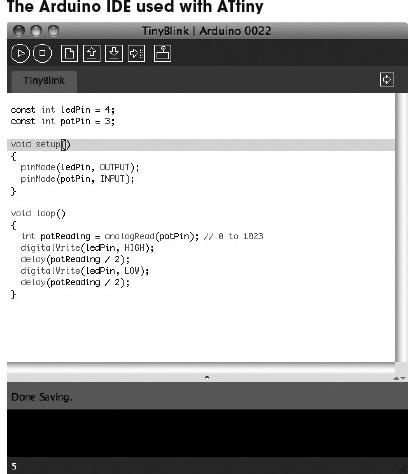 The Arduino IDE used with ATtiny
TinyBlink | Arduino 0022
TinyBlink
const int ledPin = 4;
const int potPin = 3;
void setup()
{
pinMode(ledPin, OUTPUT);
pinMode(potPin, INPUT);
}
void loop()
{
int potReading = analogRead(potPin); // 0 to 1023
digitalWrite(ledPin, HIGH);
delay(potReading / 2);
digitalWrite(ledPin, LOW);
delay(potReading / 2);
}
Done Saving.
5